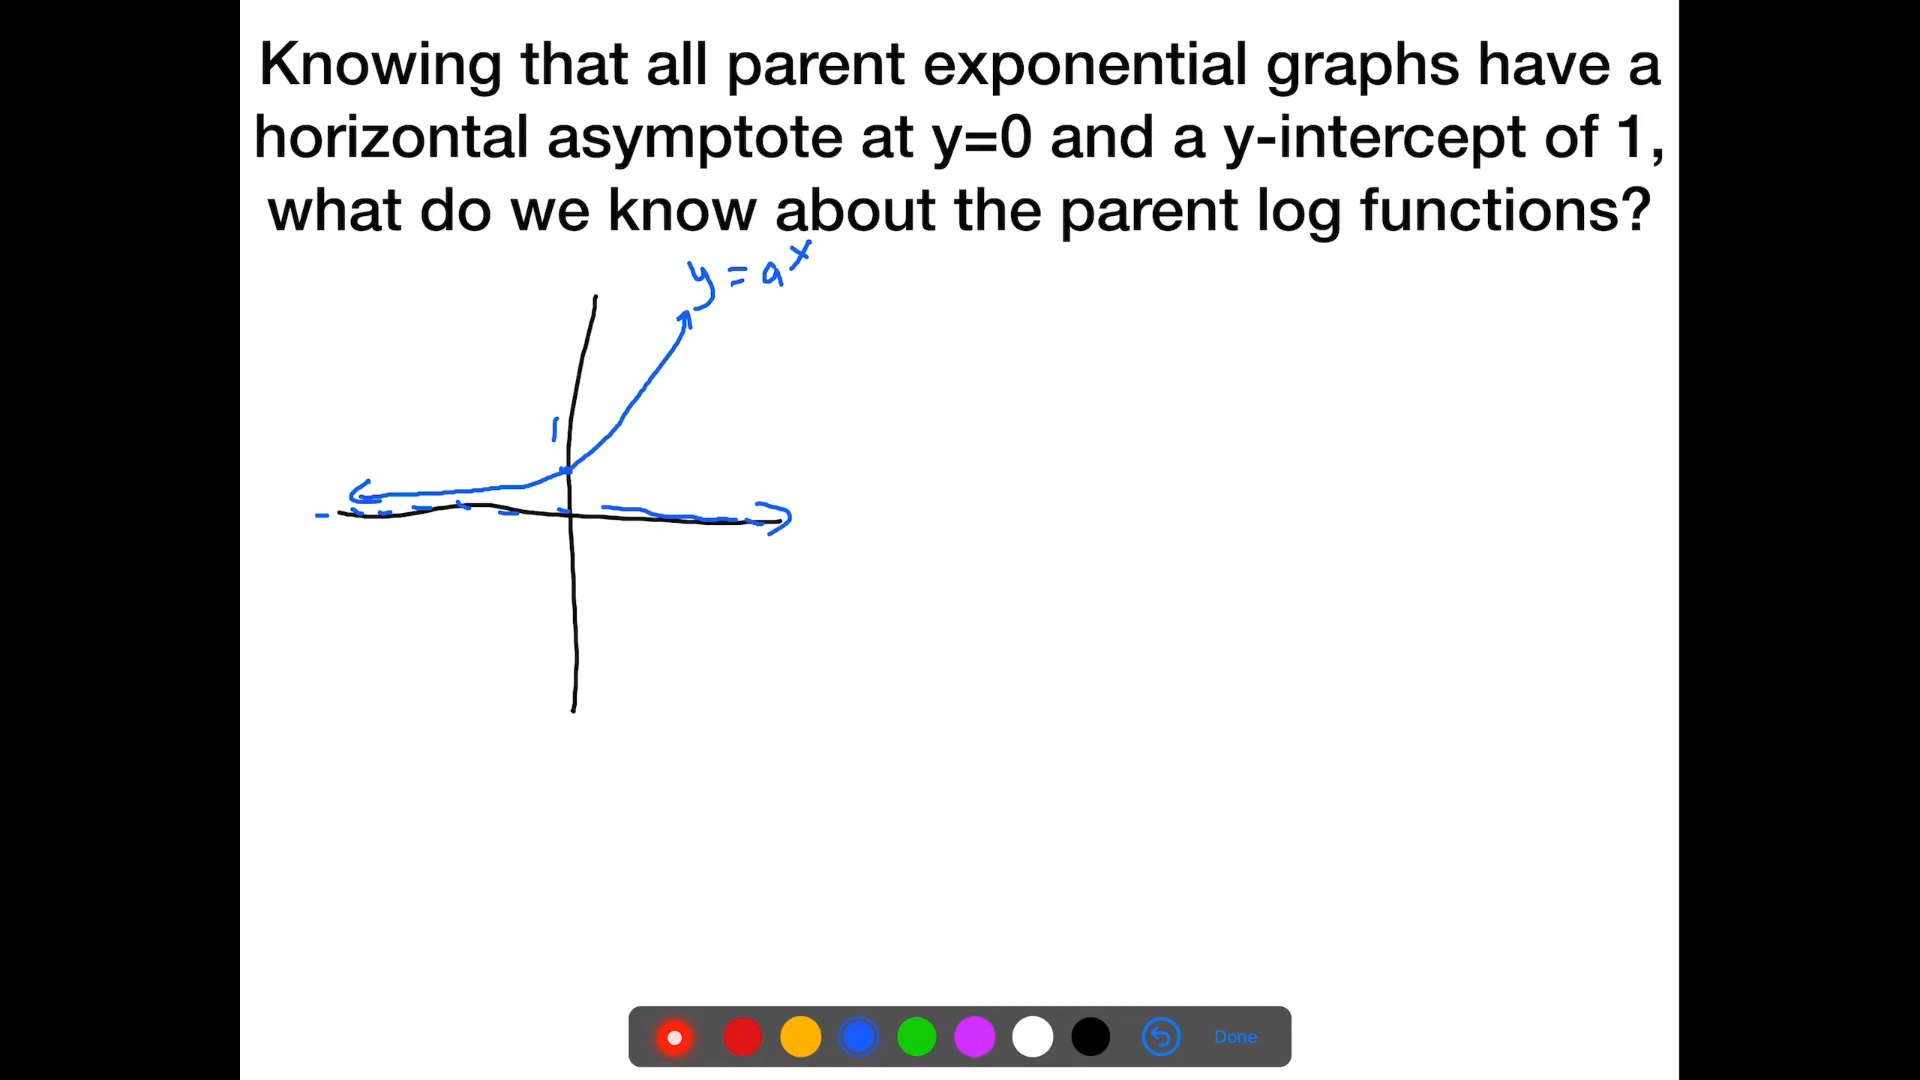 Knowing that all parent exponential graphs have a
horizontal asymptote at y=0 and a y-intercept of 1,
what do we know about the parent log functions?
y = a^x
1
Done